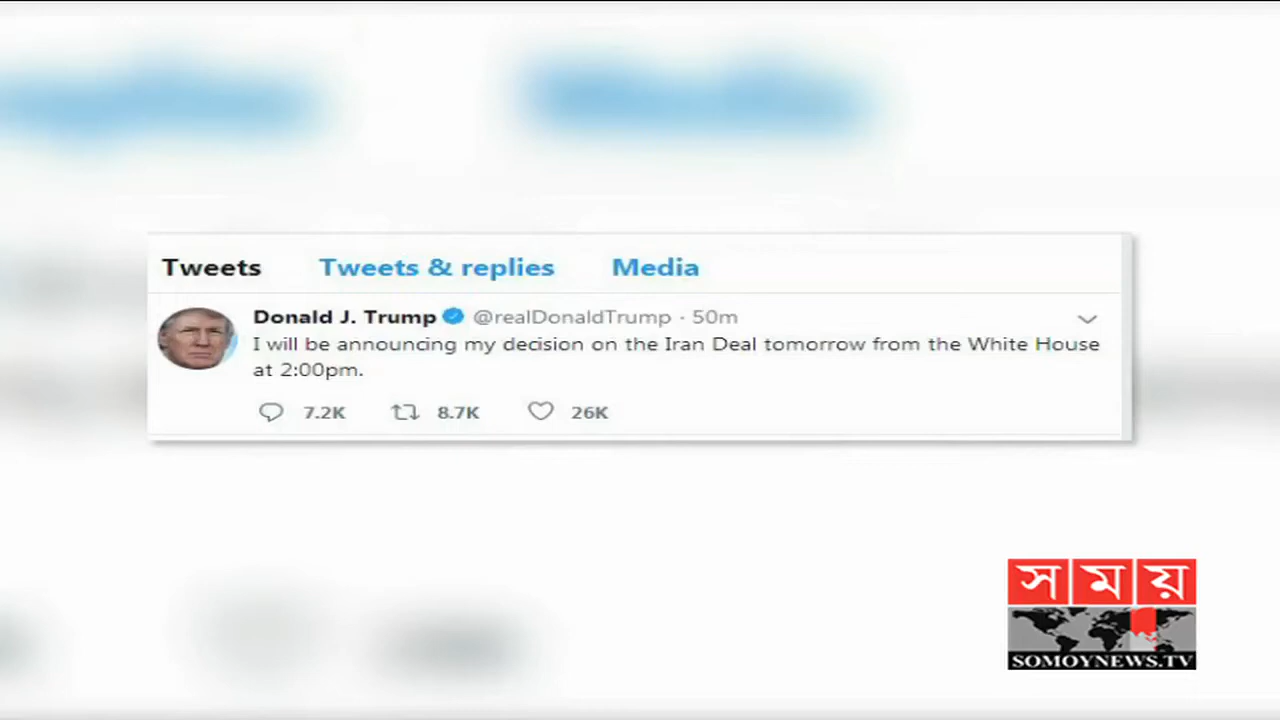 Tweets Tweets & replies Media
Donald J. Trump @realDonaldTrump · 50m
I will be announcing my decision on the Iran Deal tomorrow from the White House
at 2:00pm.
7.2K 8.7K 26K
সময়
SOMOYNEWS.TV